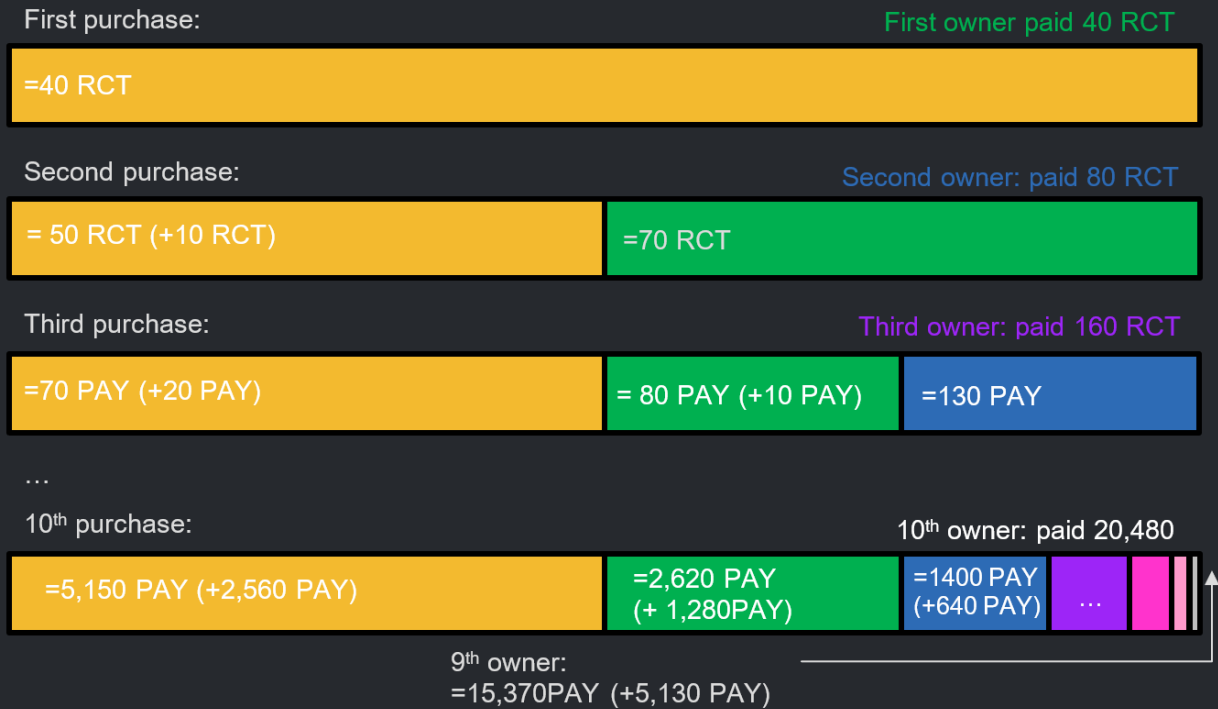 First purchase:
First owner paid 40 RCT
=40 RCT
Second purchase:
Second owner: paid 80 RCT
= 50 RCT (+10 RCT)
=70 RCT
Third purchase:
Third owner: paid 160 RCT
=70 PAY (+20 PAY)
= 80 PAY (+10 PAY)
=130 PAY
…
10th purchase:
10th owner: paid 20,480
=5,150 PAY (+2,560 PAY)
=2,620 PAY
(+ 1,280PAY)
=1400 PAY
(+640 PAY)
…
9th owner:
=15,370PAY (+5,130 PAY)